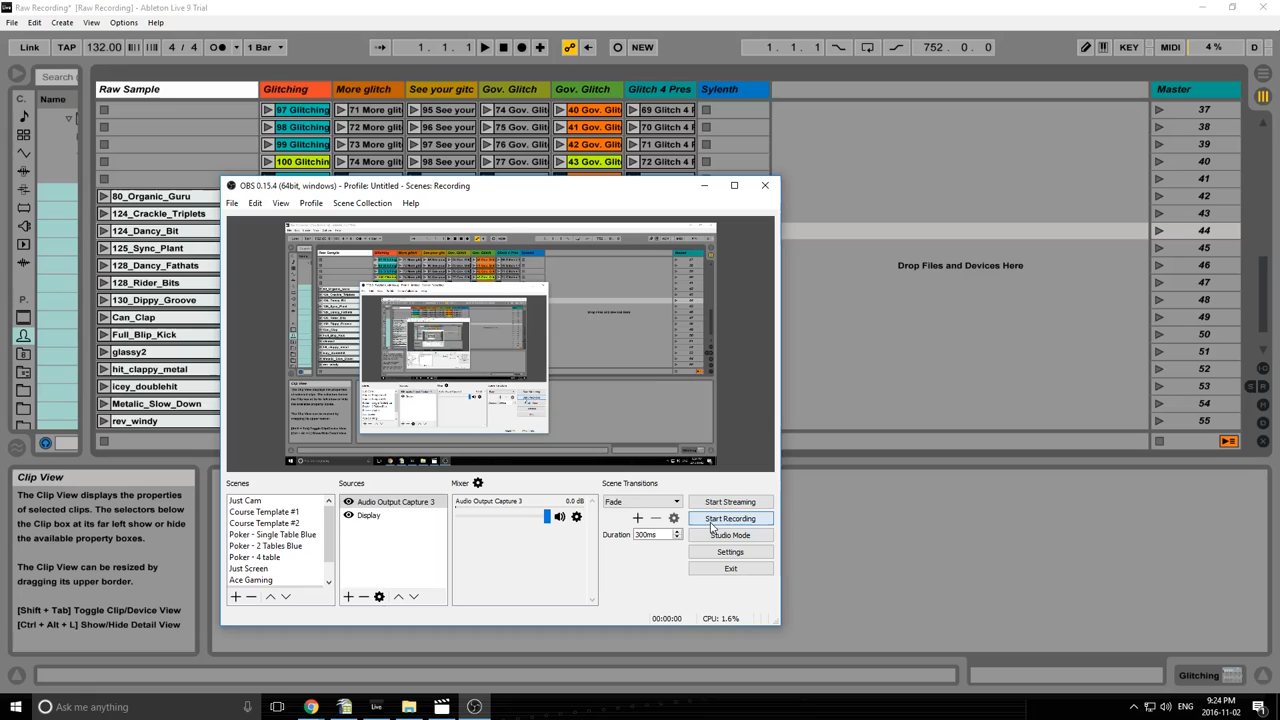 Raw Recording* [Raw Recording] - Ableton Live 9 Trial
File Edit Create View Options Help
Link TAP 132.00 4 / 4 1 Bar
1. 1. 1
NEW
1. 1. 1
752. 0. 0
KEY MIDI 4 % D
Search (
Raw Sample
Glitching
More glitch
See your gitc
Gov. Glitch
Gov. Glitch
Glitch 4 Pres
Sylenth
Master
C.
Name
97 Glitching
71 More glit
95 See your
74 Gov. Glit
40 Gov. Glit
69 Glitch 4 F
37
98 Glitching
72 More glit
96 See your
75 Gov. Glit
41 Gov. Glit
70 Glitch 4 F
38
99 Glitching
73 More glit
97 See your
76 Gov. Glit
42 Gov. Glit
71 Glitch 4 F
39
100 Glitching
74 More glit
98 See your
77 Gov. Glit
43 Gov. Glit
72 Glitch 4 F
40
41
42
43
44
45
46
47
48
49
50
51
52
53
54
55
Drop Files and Devices Here
P.
80_Organic_Guru
124_Crackle_Triplets
124_Dancy_Bit
125_Sync_Plant
128_Dancy_Fathats
128_Rider_Bits
130_Dippy_Groove
Can_Clap
Full_Blip_Kick
glassy2
hit_clappy_metal
icey_doublehit
Metalic_Slow_Down
rev_windy
OBS 0.15.4 (64bit, windows) - Profile: Untitled - Scenes: Recording
File Edit View Profile Scene Collection Help
Scenes
Just Cam
Course Template #1
Course Template #2
Poker - Single Table Blue
Poker - 2 Tables Blue
Poker - 4 table
Just Screen
Ace Gaming
Sources
Audio Output Capture 3
Display
Mixer
Audio Output Capture 3 0.0 dB
Scene Transitions
Fade
Duration 300ms
Start Streaming
Start Recording
Studio Mode
Settings
Exit
00:00:00 CPU: 1.6%
Clip View
The Clip View displays the
properties
of selected clips. The selectors below
the Clip box at its far left show or hide
the available property boxes.
The Clip View can be resized by
dragging its upper border.
[Shift + Tab] Toggle Clip/Device View
[Ctrl + Alt + L] Show/Hide Detail View
Glitching
Ask me anything
Live
ENG
9:24 PM
2016-11-02